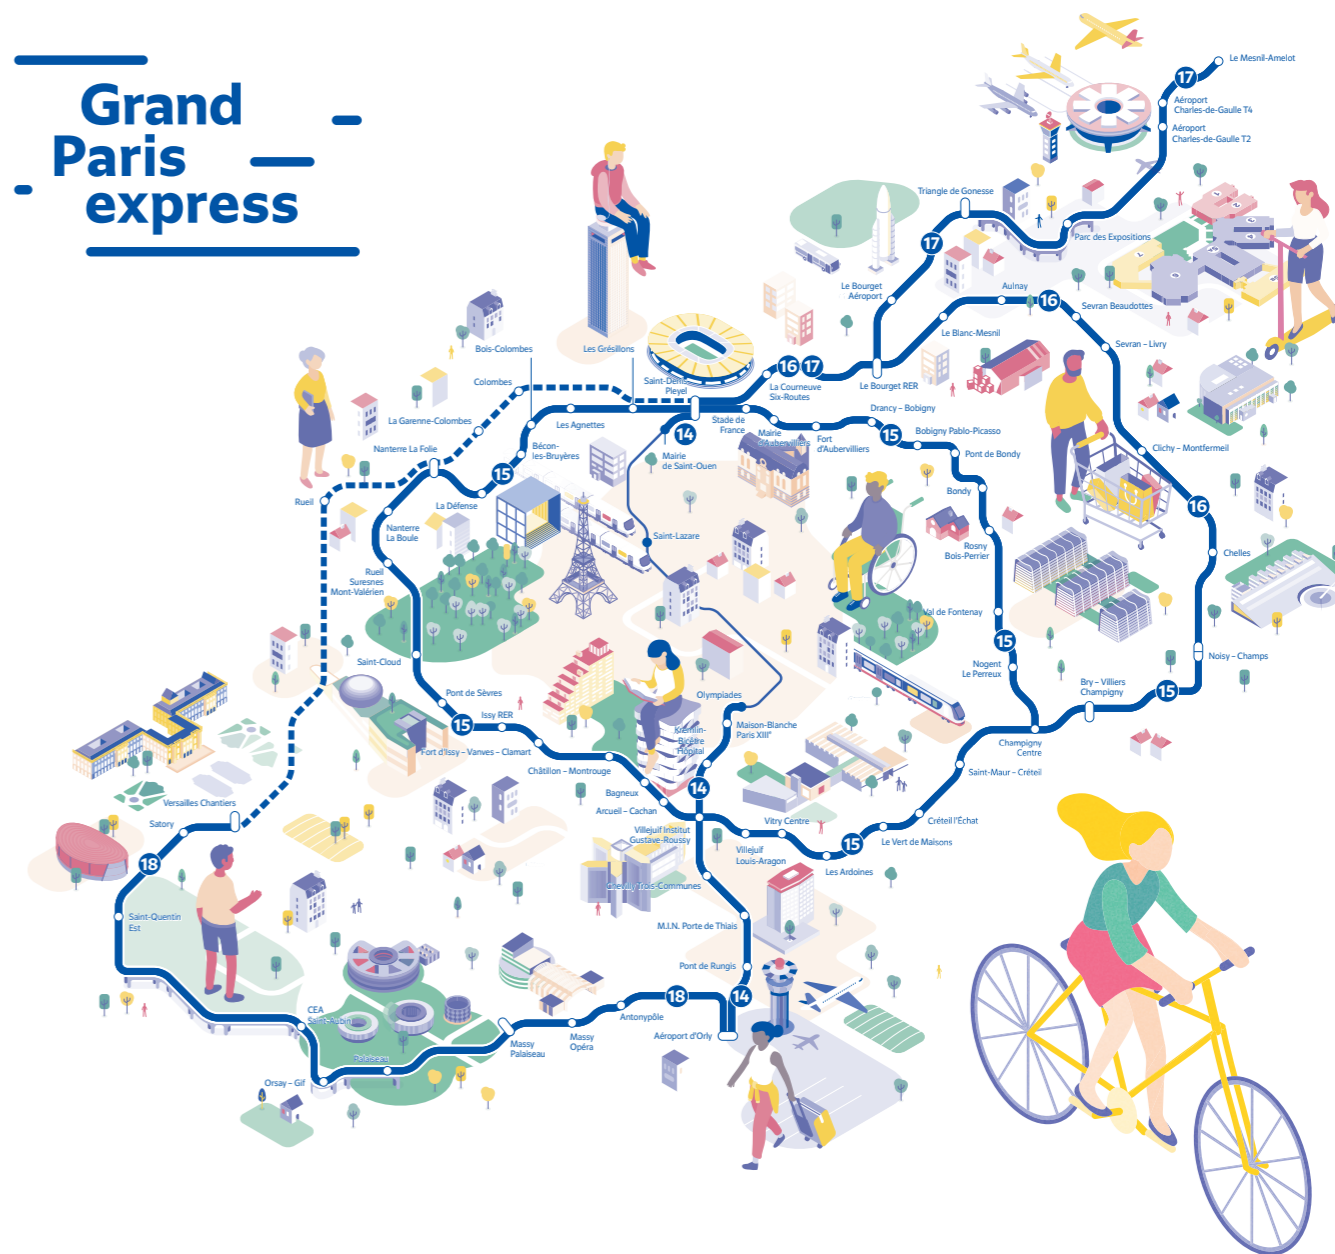 Grand
Paris
express
17
Le Mesnil-Amelot
Aéroport
Charles-de-Gaulle T4
Aéroport
Charles-de-Gaulle T2
Triangle de Gonesse
17
Parc des Expositions
Le Bourget
Aéroport
Aulnay
16
Sevran Beaudottes
Le Blanc-Mesnil
Sevran – Livry
Bois-Colombes
Les Grésillons
Colombes
Saint-Denis
Pleyel
16
17
La Courneuve
Six-Routes
Le Bourget RER
La Garenne-Colombes
Les Agnettes
Stade de
France
Mairie
d'Aubervilliers
Fort
d'Aubervilliers
Drancy – Bobigny
15
Bobigny Pablo-Picasso
Pont de Bondy
Clichy – Montfermeil
Nanterre La Folie
Bécon-
les-Bruyères
14
Mairie
de Saint-Ouen
15
La Défense
Rueil
Bondy
16
Nanterre
La Boule
Saint-Lazare
Rosny
Bois-Perrier
Chelles
Rueil
Suresnes
Mont-Valérien
Val de Fontenay
15
Saint-Cloud
Nogent
Le Perreux
Noisy – Champs
Pont de Sèvres
15
Issy RER
Olympiades
Bry – Villiers
Champigny
15
Maison-Blanche
Paris XIIIe
Kremlin-
Bicêtre
Hôpital
Fort d'Issy – Vanves – Clamart
Champigny
Centre
Châtillon – Montrouge
Saint-Maur – Créteil
Bagneux
14
Versailles Chantiers
Arcueil – Cachan
Satory
Villejuif Institut
Gustave-Roussy
Vitry Centre
Créteil l'Échat
Villejuif
Louis-Aragon
15
Le Vert de Maisons
18
Les Ardoines
Chevilly Trois-Communes
Saint-Quentin
Est
M.I.N. Porte de Thiais
Pont de Rungis
18
14
CEA
Saint-Aubin
Antonypôle
Aéroport d'Orly
Massy
Opéra
Massy
Palaiseau
Palaiseau
Orsay – Gif